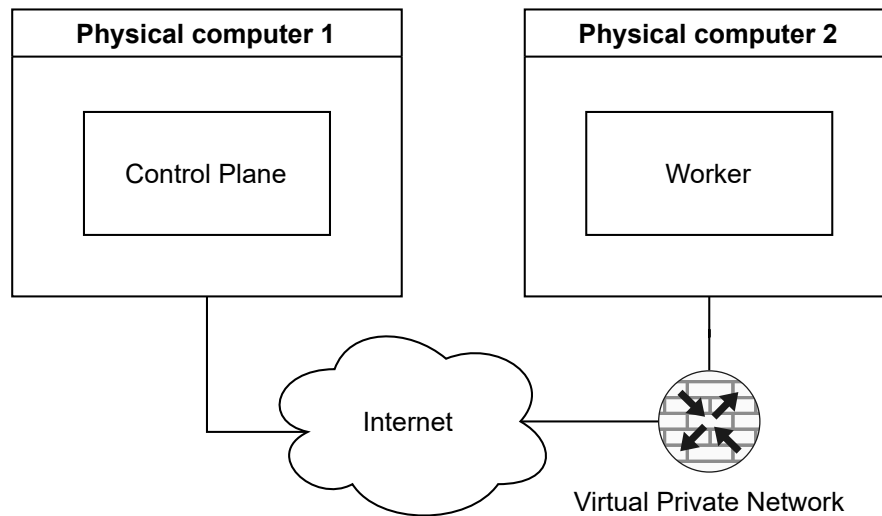 Physical computer 1
Physical computer 2
Control Plane
Worker
Internet
Virtual Private Network